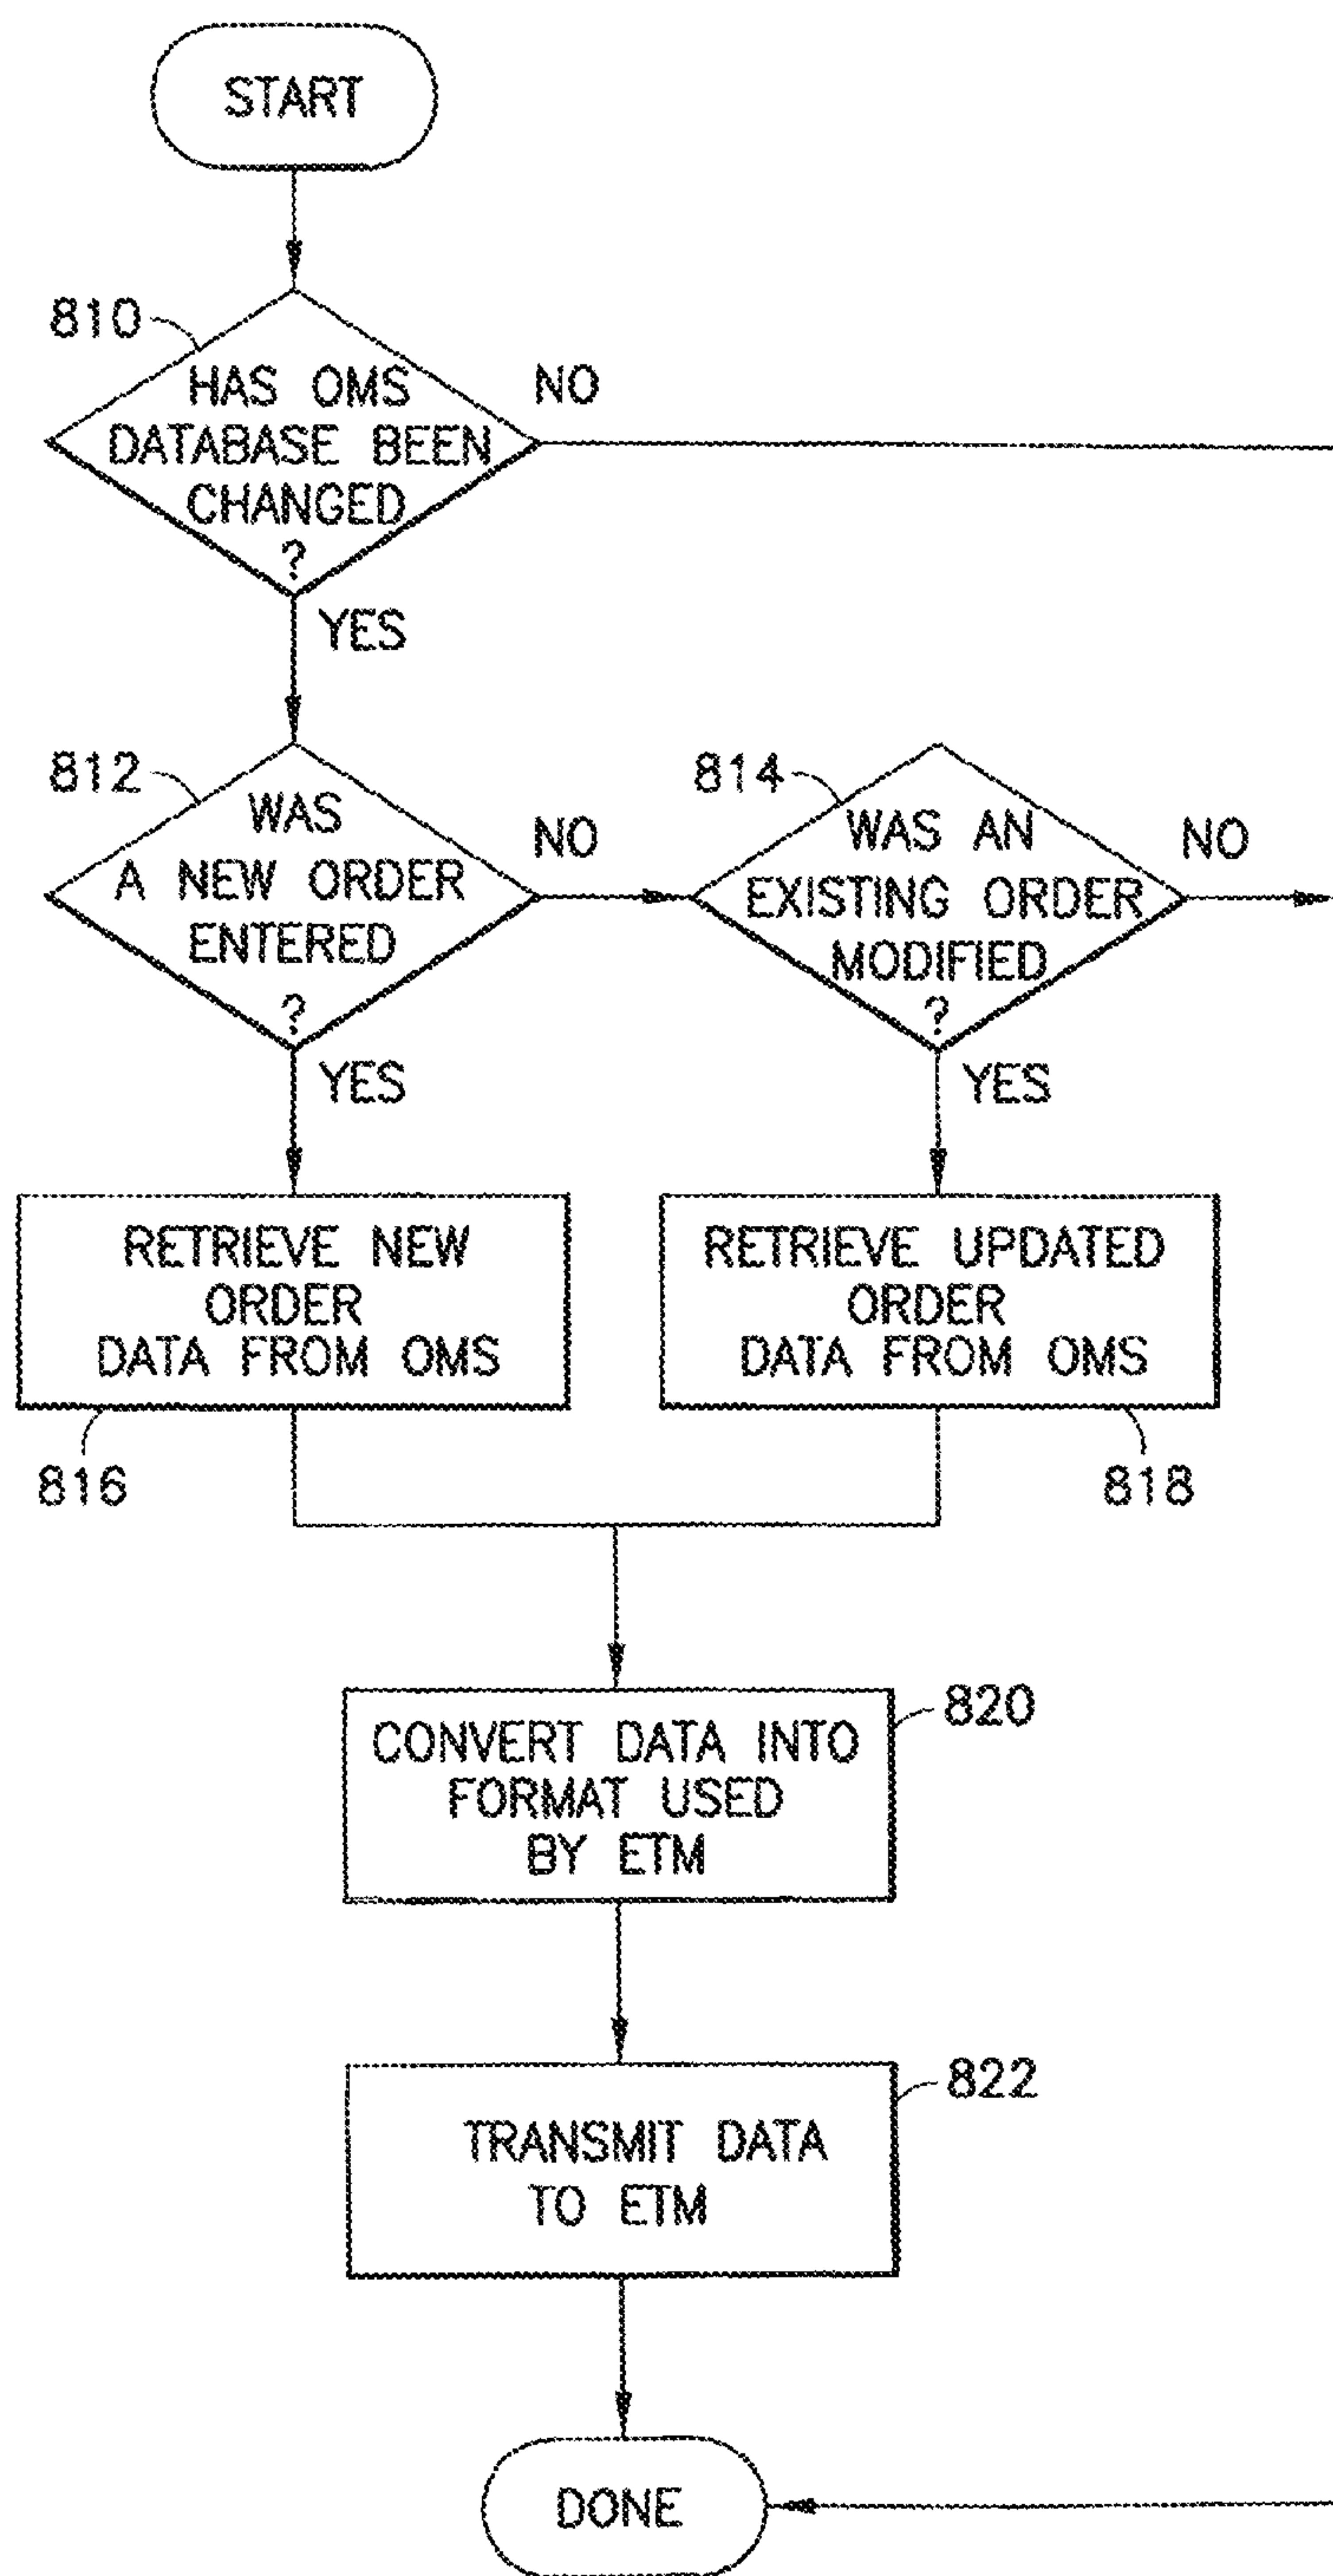 START
810
HAS OMS
DATABASE BEEN
CHANGED
?
NO
YES
812
WAS
A NEW ORDER
ENTERED
?
NO
YES
814
WAS AN
EXISTING ORDER
MODIFIED
?
NO
YES
RETRIEVE NEW
ORDER
DATA FROM OMS
816
RETRIEVE UPDATED
ORDER
DATA FROM OMS
818
CONVERT DATA INTO
FORMAT USED
BY ETM
820
TRANSMIT DATA
TO ETM
822
DONE